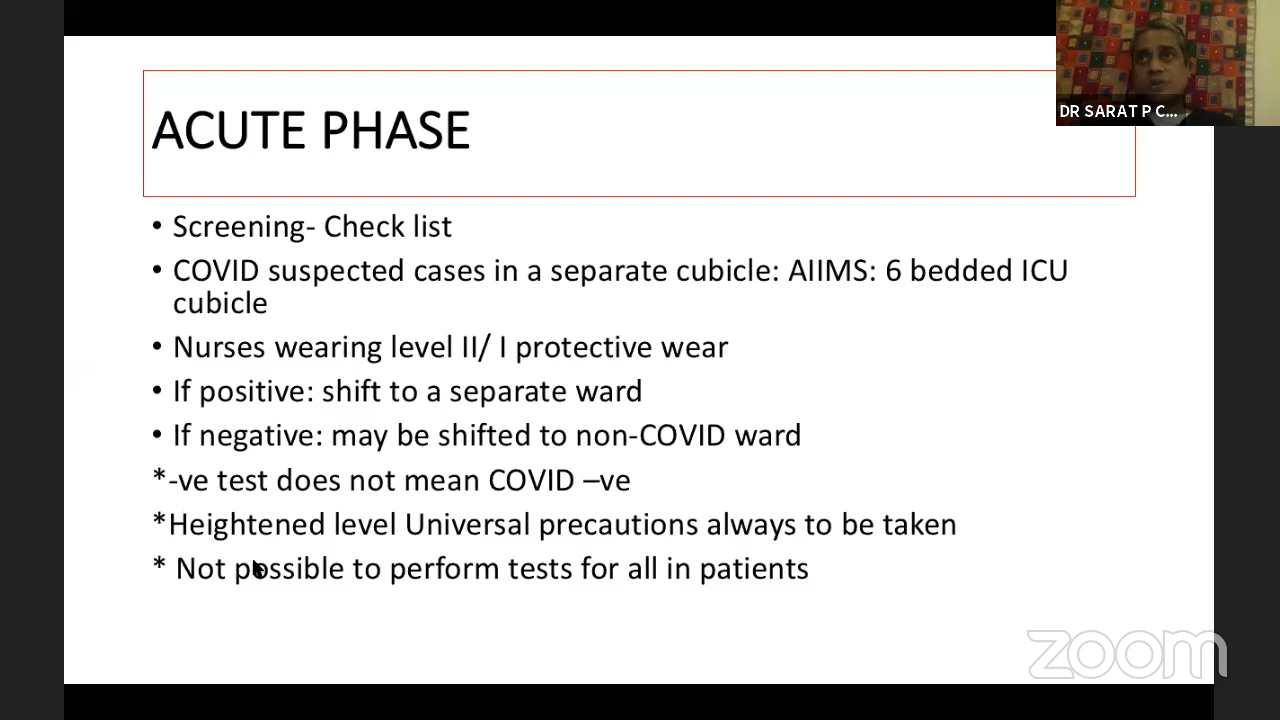 DR SARAT P C...
ACUTE PHASE
• Screening- Check list
• COVID suspected cases in a separate cubicle: AIIMS: 6 bedded ICU
cubicle
• Nurses wearing level II/ I protective wear
• If positive: shift to a separate ward
• If negative: may be shifted to non-COVID ward
*-ve test does not mean COVID –ve
*Heightened level Universal precautions always to be taken
* Not possible to perform tests for all in patients
zoom